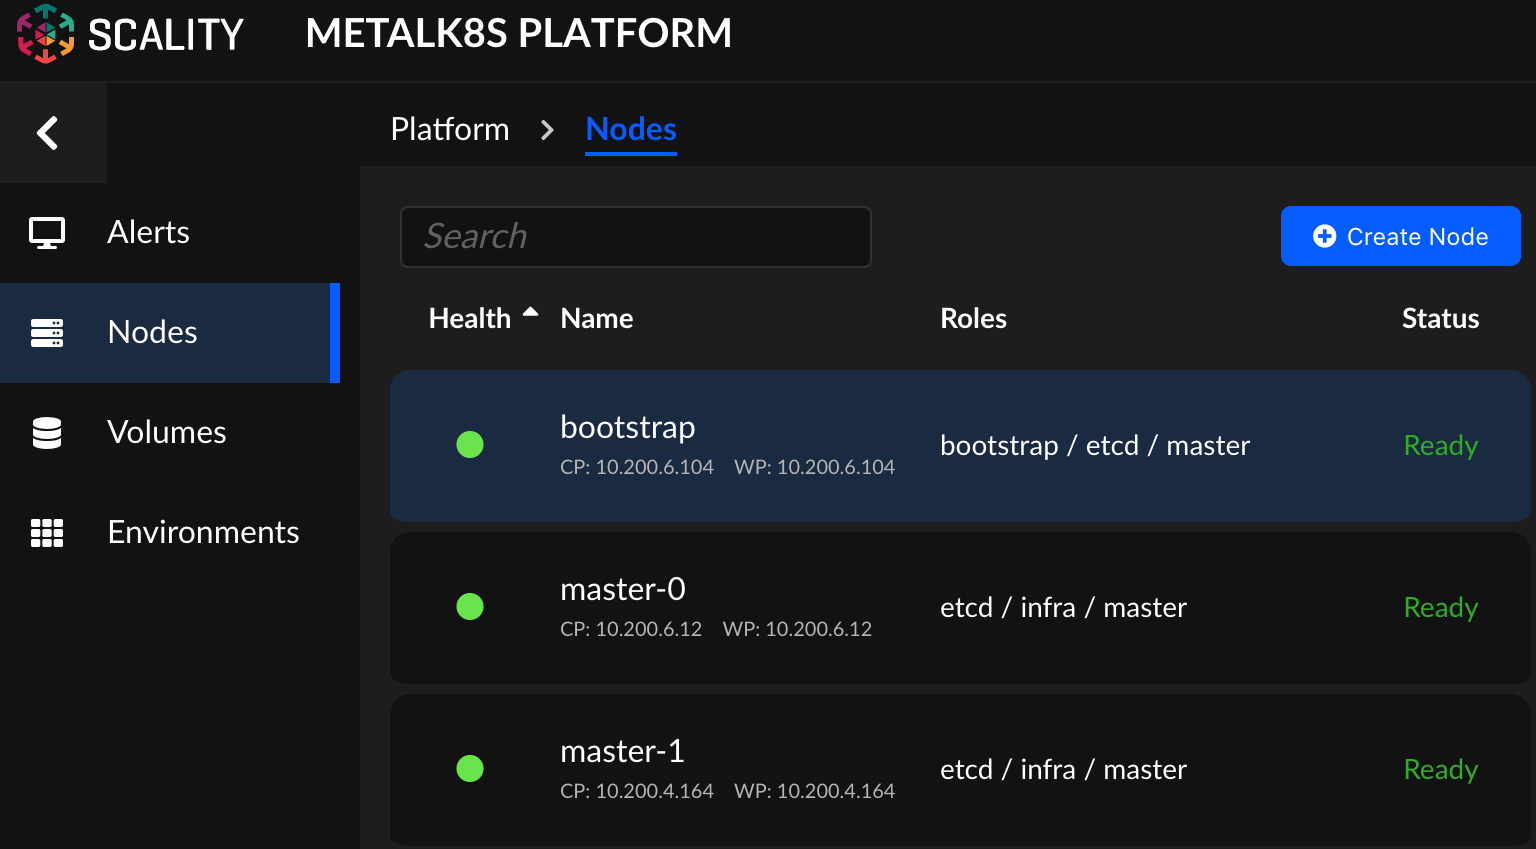 SCALITY METALK8S PLATFORM
Platform Nodes
Alerts
Nodes
Volumes
Environments
Search
Create Node
Health Name Roles Status
bootstrap
CP: 10.200.6.104 WP: 10.200.6.104
bootstrap / etcd / master
Ready
master-0
CP: 10.200.6.12 WP: 10.200.6.12
etcd / infra / master
Ready
master-1
CP: 10.200.4.164 WP: 10.200.4.164
etcd / infra / master
Ready